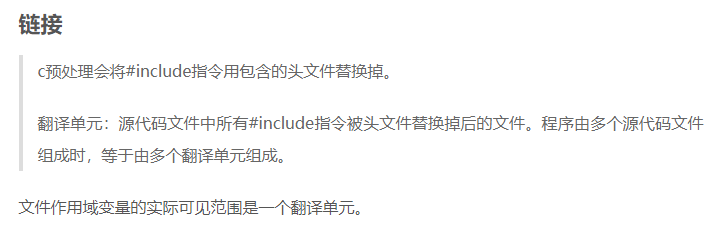 链接
c预处理会将#include指令用包含的头文件替换掉。
翻译单元：源代码文件中所有#include指令被头文件替换掉后的文件。程序由多个源代码文件
组成时，等于由多个翻译单元组成。
文件作用域变量的实际可见范围是一个翻译单元。